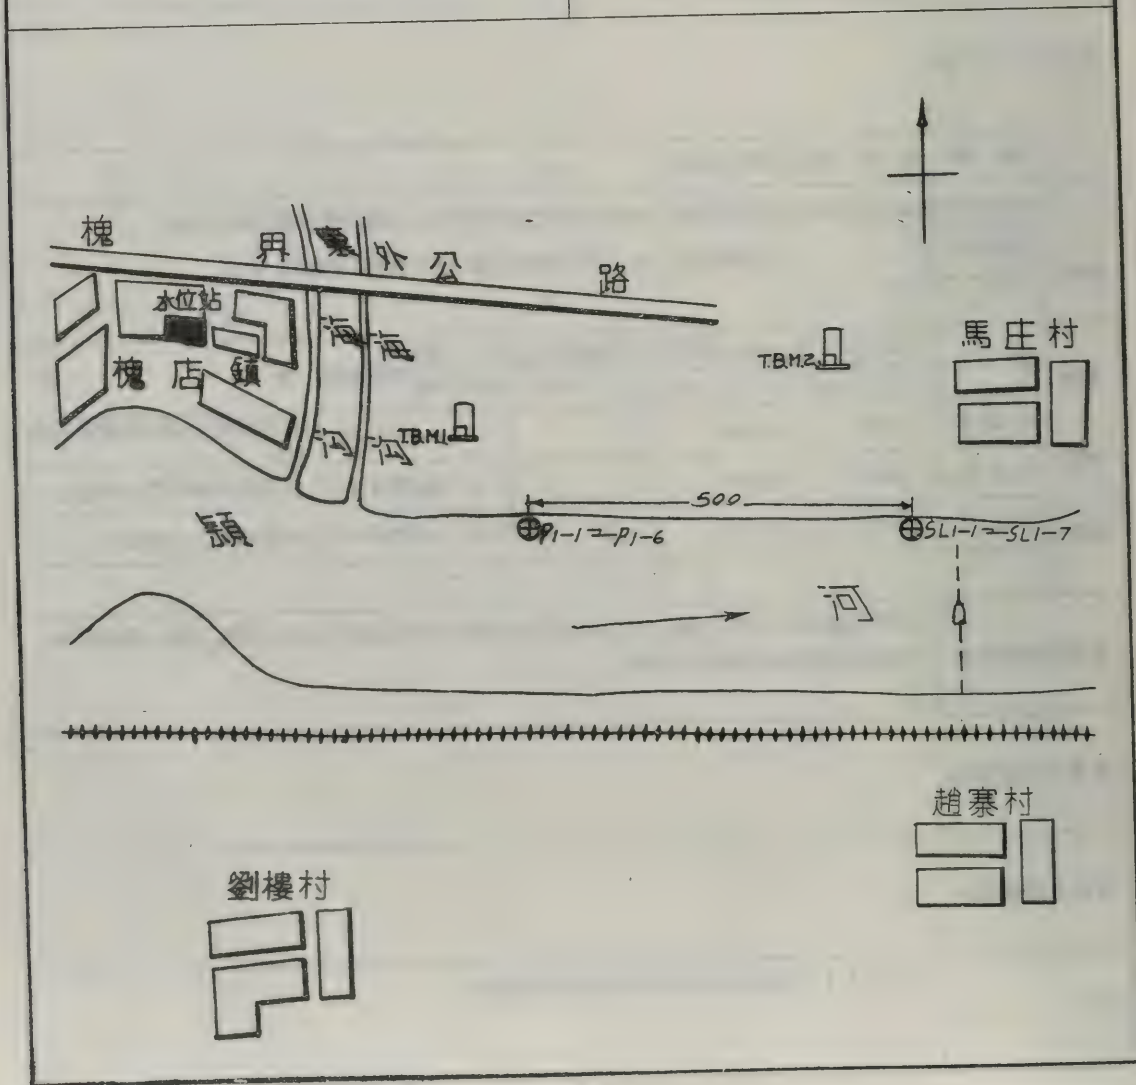 槐 界 公 路
外
水位站
海 海
槐 店 鎮
河 河
T.B.M.1.
T.B.M.2.
馬庄村
500
P1-1～P1-6
SL1-1～SL1-7
潁 河
趙寨村
劉樓村